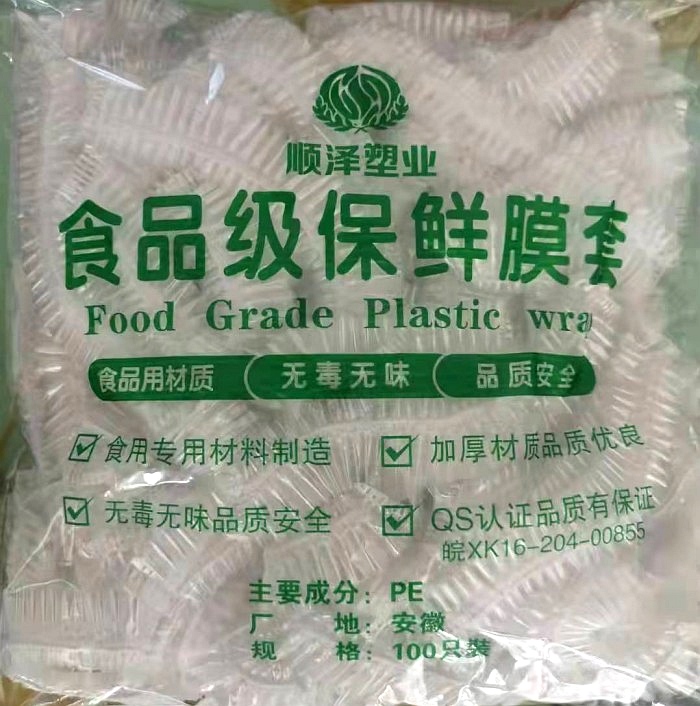 顺泽塑业
食品级保鲜膜套
Food Grade Plastic wra
食品用材质 无毒无味 品质安全
食用专用材料制造 加厚材质品质优良
无毒无味品质安全 QS认证品质有保证
皖XK16-204-00855
主要成分：PE
厂 地：安徽
规 格：100只装